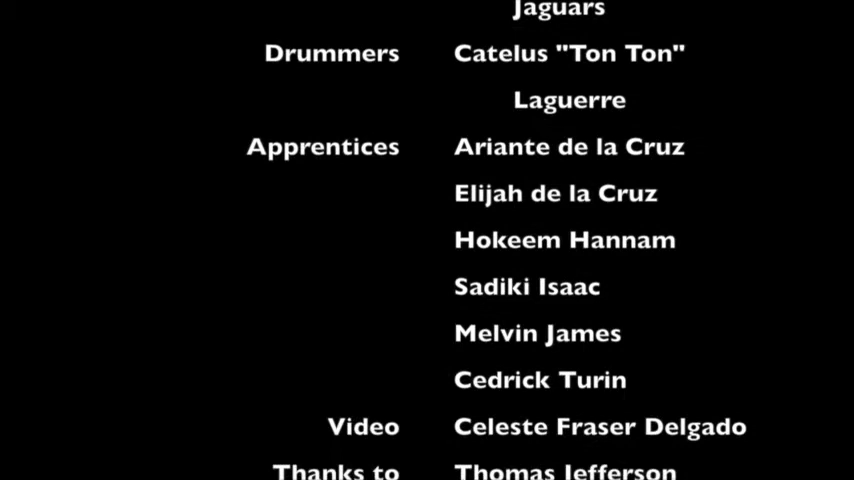 Jaguars
Drummers Catelus "Ton Ton"
Laguerre
Apprentices Ariante de la Cruz
Elijah de la Cruz
Hokeem Hannam
Sadiki Isaac
Melvin James
Cedrick Turin
Video Celeste Fraser Delgado
Thanks to Thomas Jefferson